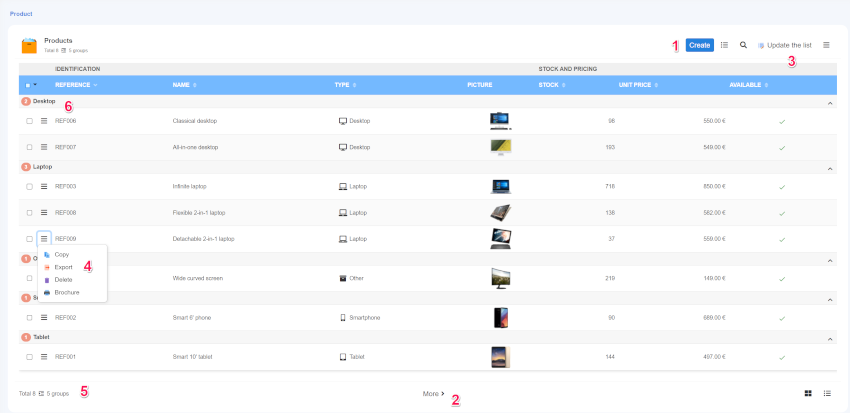 Product
Products
Total 8 5 groups
1 Create Update the list
3
IDENTIFICATION STOCK AND PRICING
REFERENCE NAME TYPE PICTURE STOCK UNIT PRICE AVAILABLE
2 Desktop
6
REF006 Classical desktop Desktop 98 550.00 €
REF007 All-in-one desktop Desktop 193 549.00 €
3 Laptop
REF003 Infinite laptop Laptop 718 850.00 €
REF008 Flexible 2-in-1 laptop Laptop 138 582.00 €
REF009 Detachable 2-in-1 laptop Laptop 37 559.00 €
Copy
1 O
Export 4
Wide curved screen Other 219 149.00 €
Delete
Brochure
1 S
REF002 Smart 6' phone Smartphone 90 689.00 €
1 Tablet
REF001 Smart 10' tablet Tablet 144 497.00 €
Total 8 5 groups 5 More 2